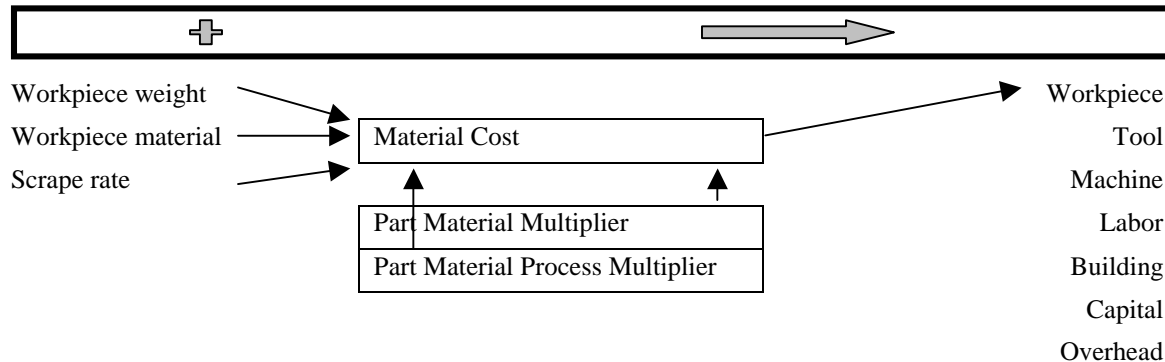 Workpiece weight
Workpiece material
Scrape rate
Material Cost
Part Material Multiplier
Part Material Process Multiplier
Workpiece
Tool
Machine
Labor
Building
Capital
Overhead